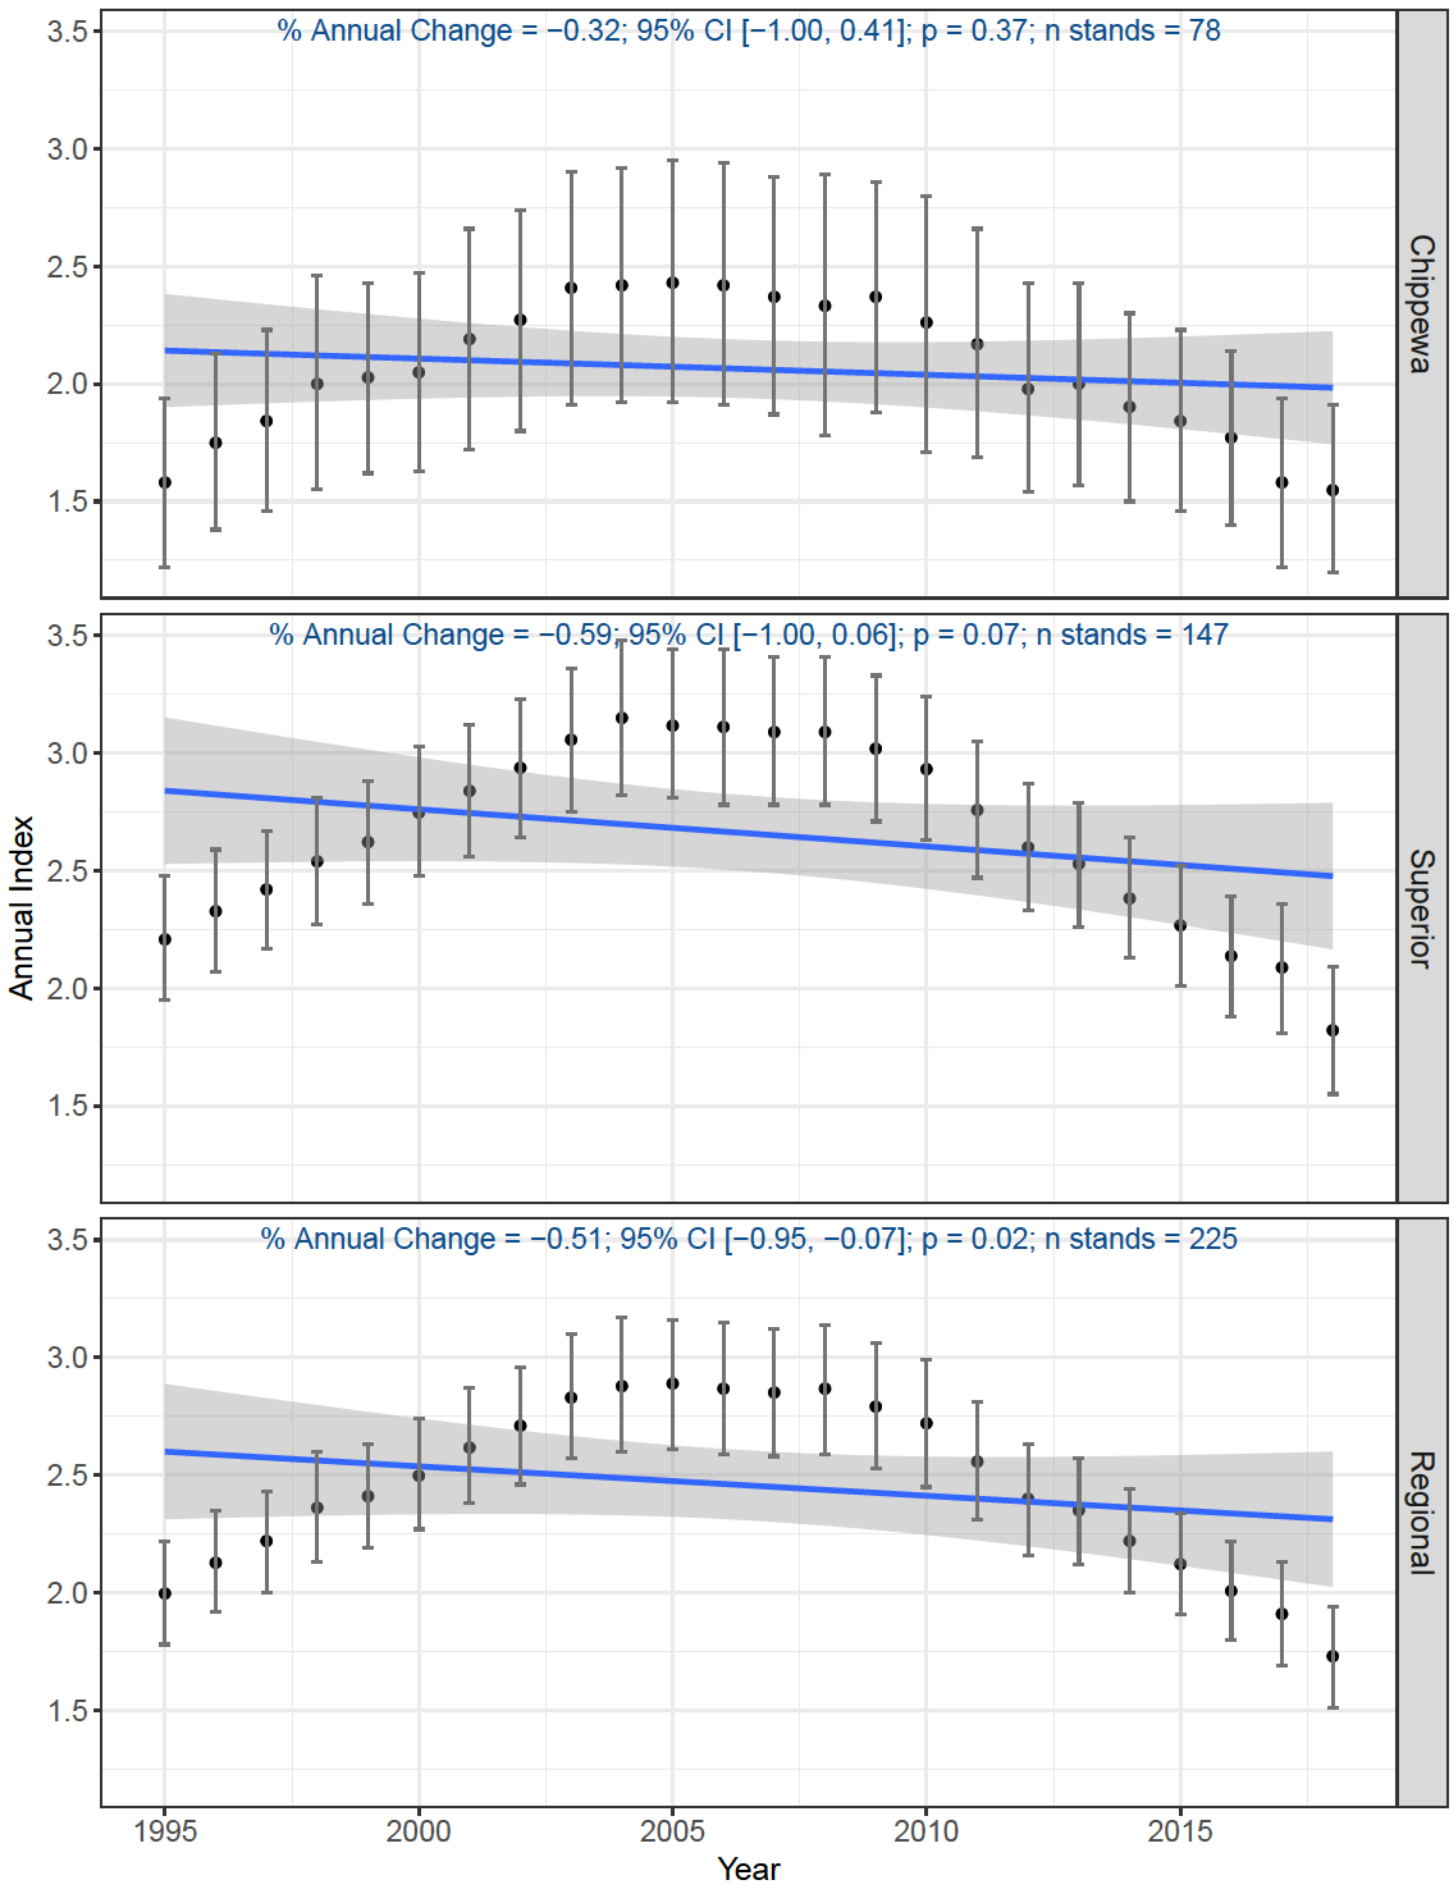 % Annual Change = −0.32; 95% CI [−1.00, 0.41]; p = 0.37; n stands = 78
3.5
3.0
2.5
2.0
1.5
Chippewa
% Annual Change = −0.59; 95% CI [−1.00, 0.06]; p = 0.07; n stands = 147
3.5
3.0
2.5
2.0
1.5
Superior
Annual Index
% Annual Change = −0.51; 95% CI [−0.95, −0.07]; p = 0.02; n stands = 225
3.5
3.0
2.5
2.0
1.5
Regional
1995 2000 2005 2010 2015
Year